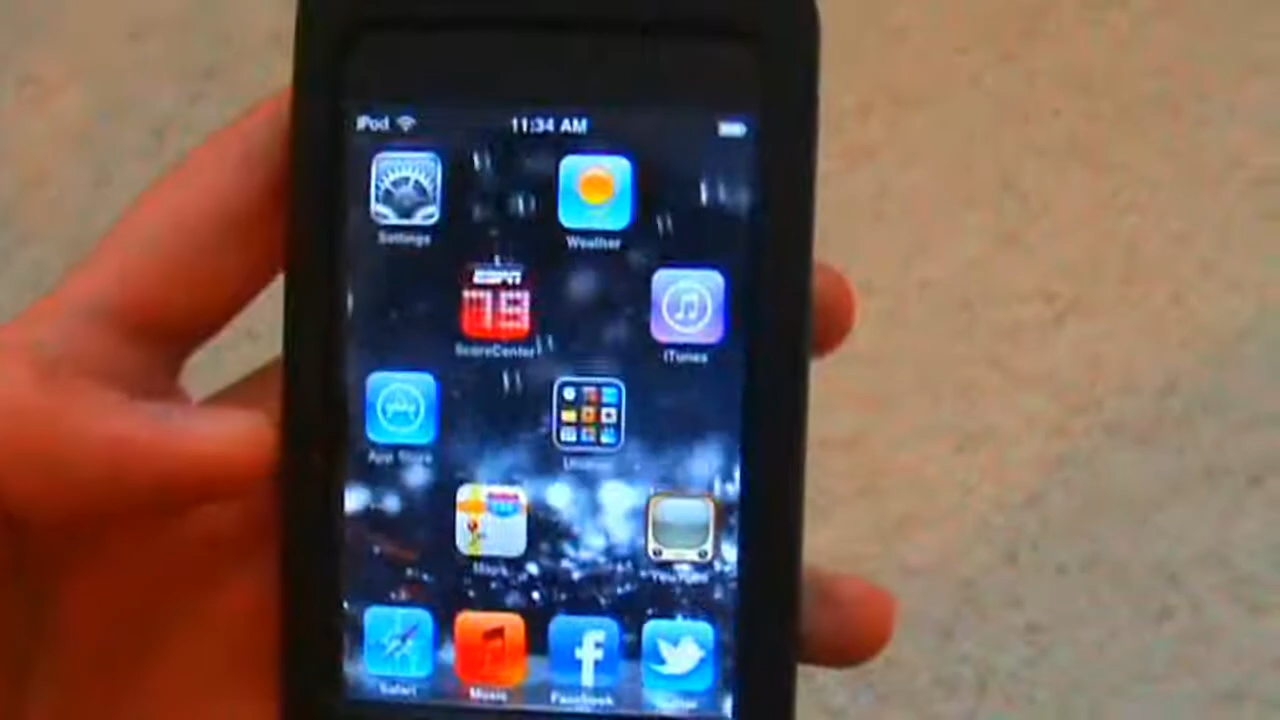 iPod 11:34 AM
Settings Weather
ESPN
ScoreCenter iTunes
App Store
Maps YouTube
Safari Music Facebook